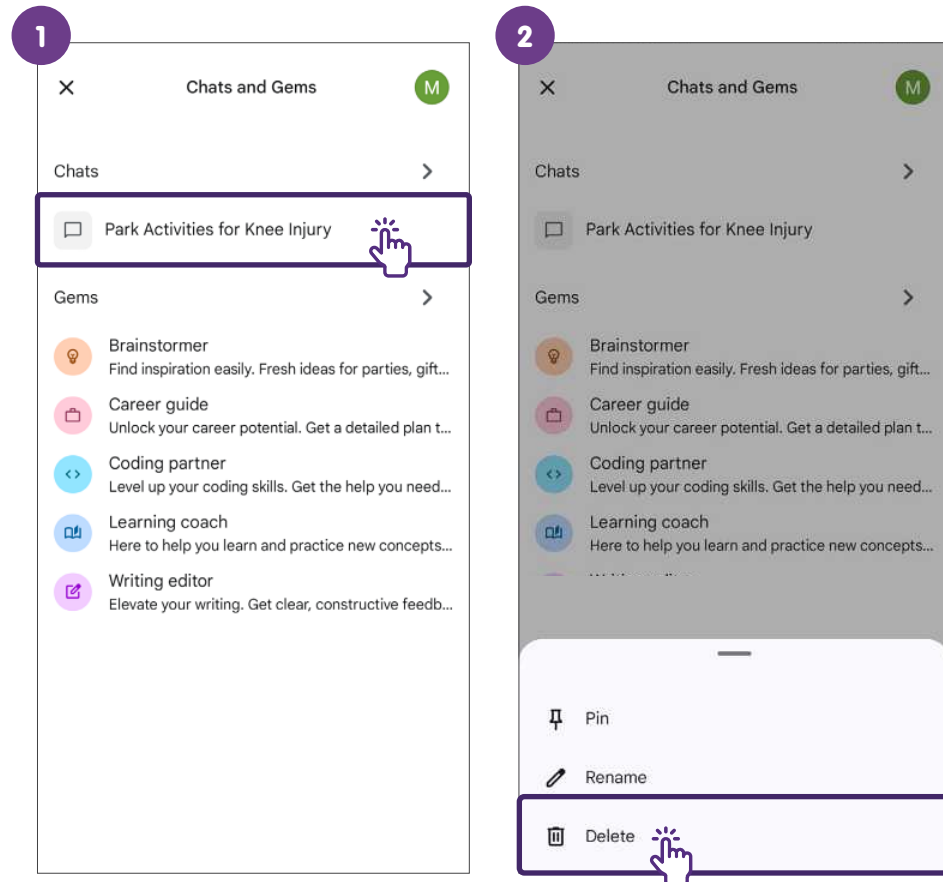 1
Chats and Gems
M
Chats
Park Activities for Knee Injury
Gems
Brainstormer
Find inspiration easily. Fresh ideas for parties, gift...
Career guide
Unlock your career potential. Get a detailed plan t...
Coding partner
Level up your coding skills. Get the help you need...
Learning coach
Here to help you learn and practice new concepts...
Writing editor
Elevate your writing. Get clear, constructive feedb...
2
Chats and Gems
M
Chats
Park Activities for Knee Injury
Gems
Brainstormer
Find inspiration easily. Fresh ideas for parties, gift...
Career guide
Unlock your career potential. Get a detailed plan t...
Coding partner
Level up your coding skills. Get the help you need...
Learning coach
Here to help you learn and practice new concepts...
Pin
Rename
Delete